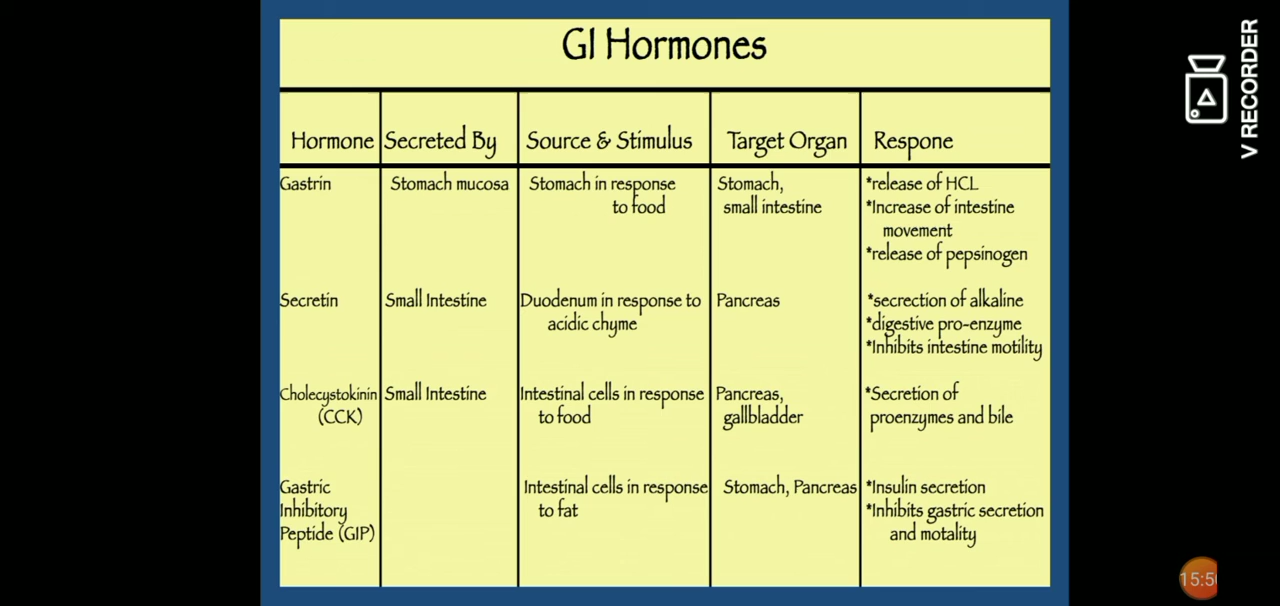 GI Hormones
Hormone Secreted By Source & Stimulus Target Organ Respone
Gastrin Stomach mucosa Stomach in response Stomach, *release of HCL
to food small intestine *Increase of intestine
movement
*release of pepsinogen
Secretin Small Intestine Duodenum in response to Pancreas *secrection of alkaline
acidic chyme *digestive pro-enzyme
*Inhibits intestine motility
Cholecystokinin Small Intestine Intestinal cells in response Pancreas, *Secretion of
(CCK) to food gallbladder proenzymes and bile
Gastric Intestinal cells in response Stomach, Pancreas *Insulin secretion
Inhibitory to fat *Inhibits gastric secretion
Peptide (GIP) and motality
V RECORDER